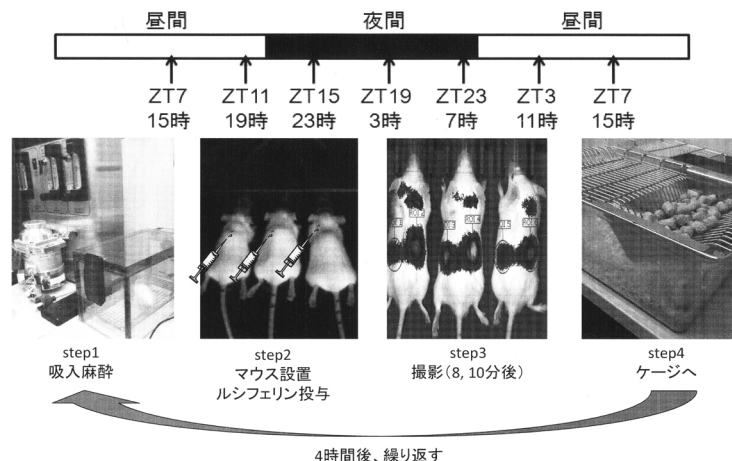 昼間 夜間 昼間
ZT7 ZT11 ZT15 ZT19 ZT23 ZT3 ZT7
15時 19時 23時 3時 7時 11時 15時
step1 step2 step3 step4
吸入麻酔 マウス設置 撮影(8, 10分後) ケージへ
ルシフェリン投与
4時間後、繰り返す